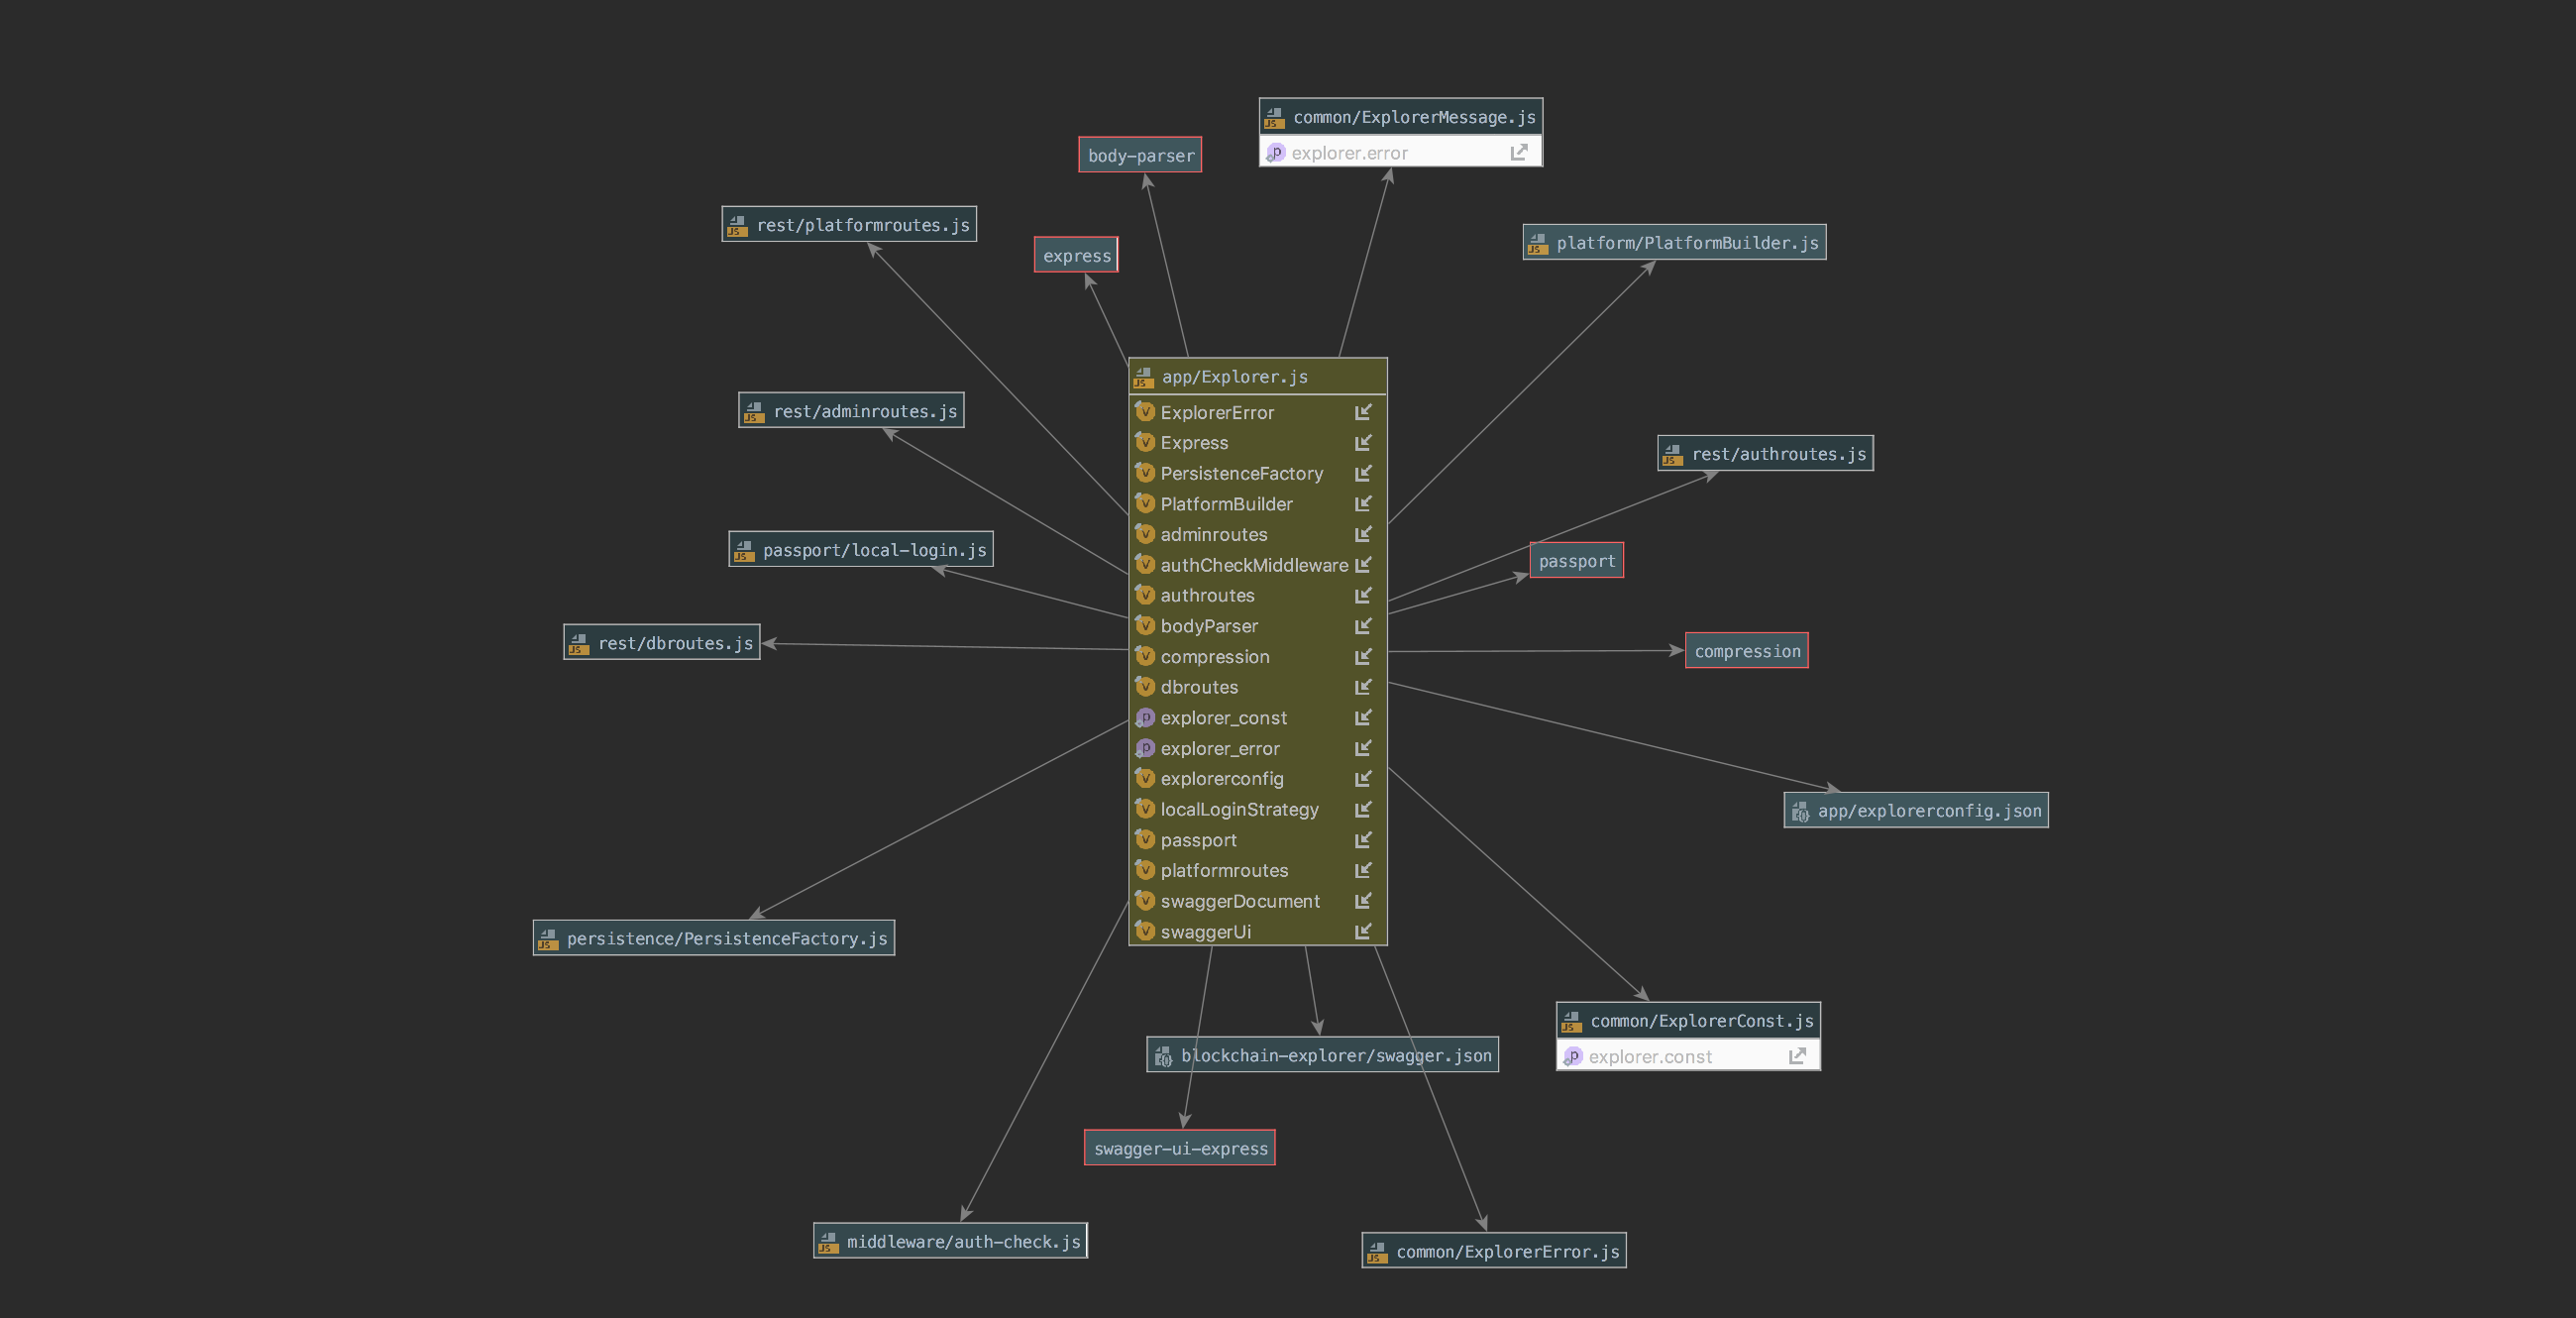 common/ExplorerMessage.js
explorer.error
body-parser
rest/platformroutes.js
platform/PlatformBuilder.js
express
app/Explorer.js
ExplorerError
Express
PersistenceFactory
PlatformBuilder
adminroutes
authCheckMiddleware
authroutes
bodyParser
compression
dbroutes
explorer_const
explorer_error
explorerconfig
localLoginStrategy
passport
platformroutes
swaggerDocument
swaggerUi
rest/adminroutes.js
rest/authroutes.js
passport/local-login.js
passport
rest/dbroutes.js
compression
app/explorerconfig.json
persistence/PersistenceFactory.js
common/ExplorerConst.js
explorer.const
blockchain-explorer/swagger.json
swagger-ui-express
middleware/auth-check.js
common/ExplorerError.js